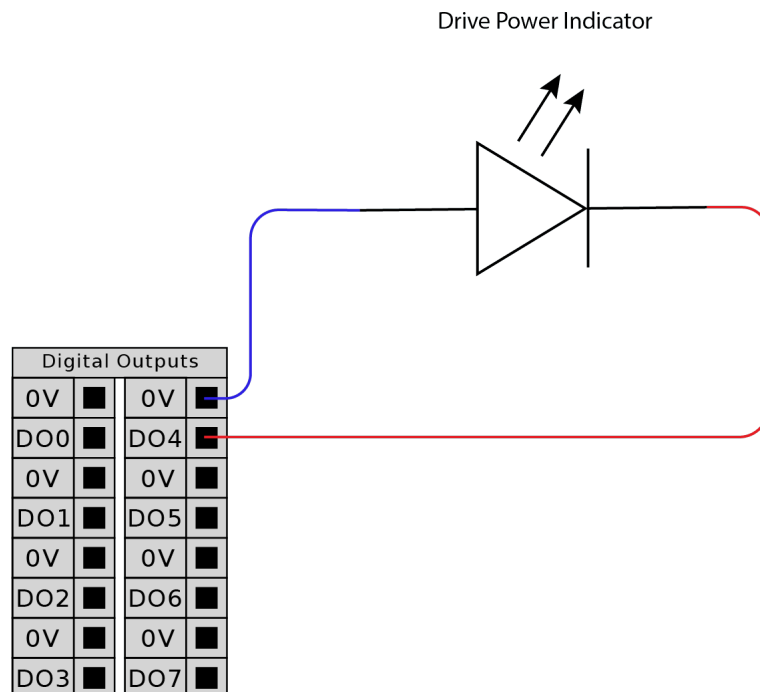 Drive Power Indicator
Digital Outputs
0V 0V
DO0 DO4
0V 0V
DO1 DO5
0V 0V
DO2 DO6
0V 0V
DO3 DO7